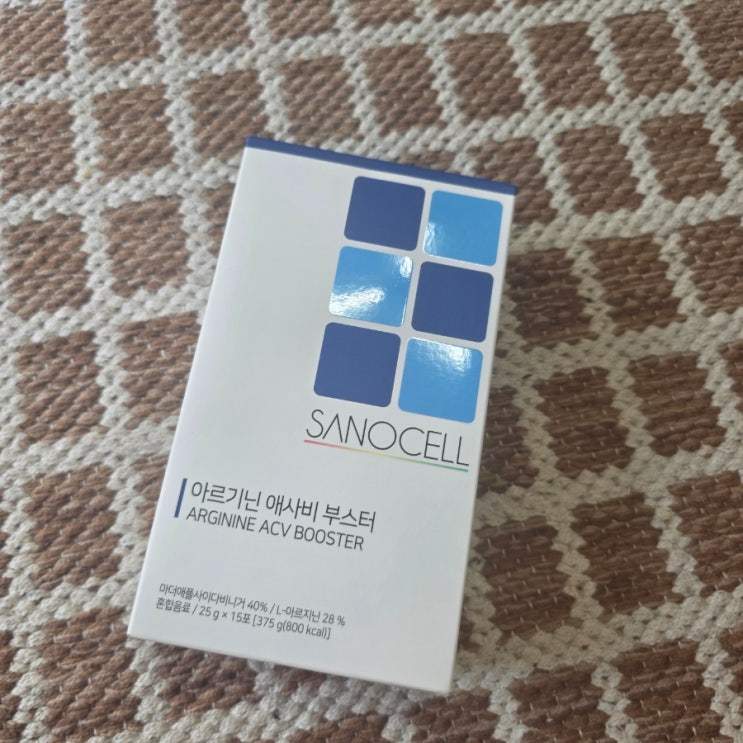 SANOCELL
아르기닌 애사비 부스터
ARGININE ACV BOOSTER
마더애플사이다비니거 40% / L-아르지닌 28 %
혼합음료 / 25 g × 15포 [375 g(800 kcal)]